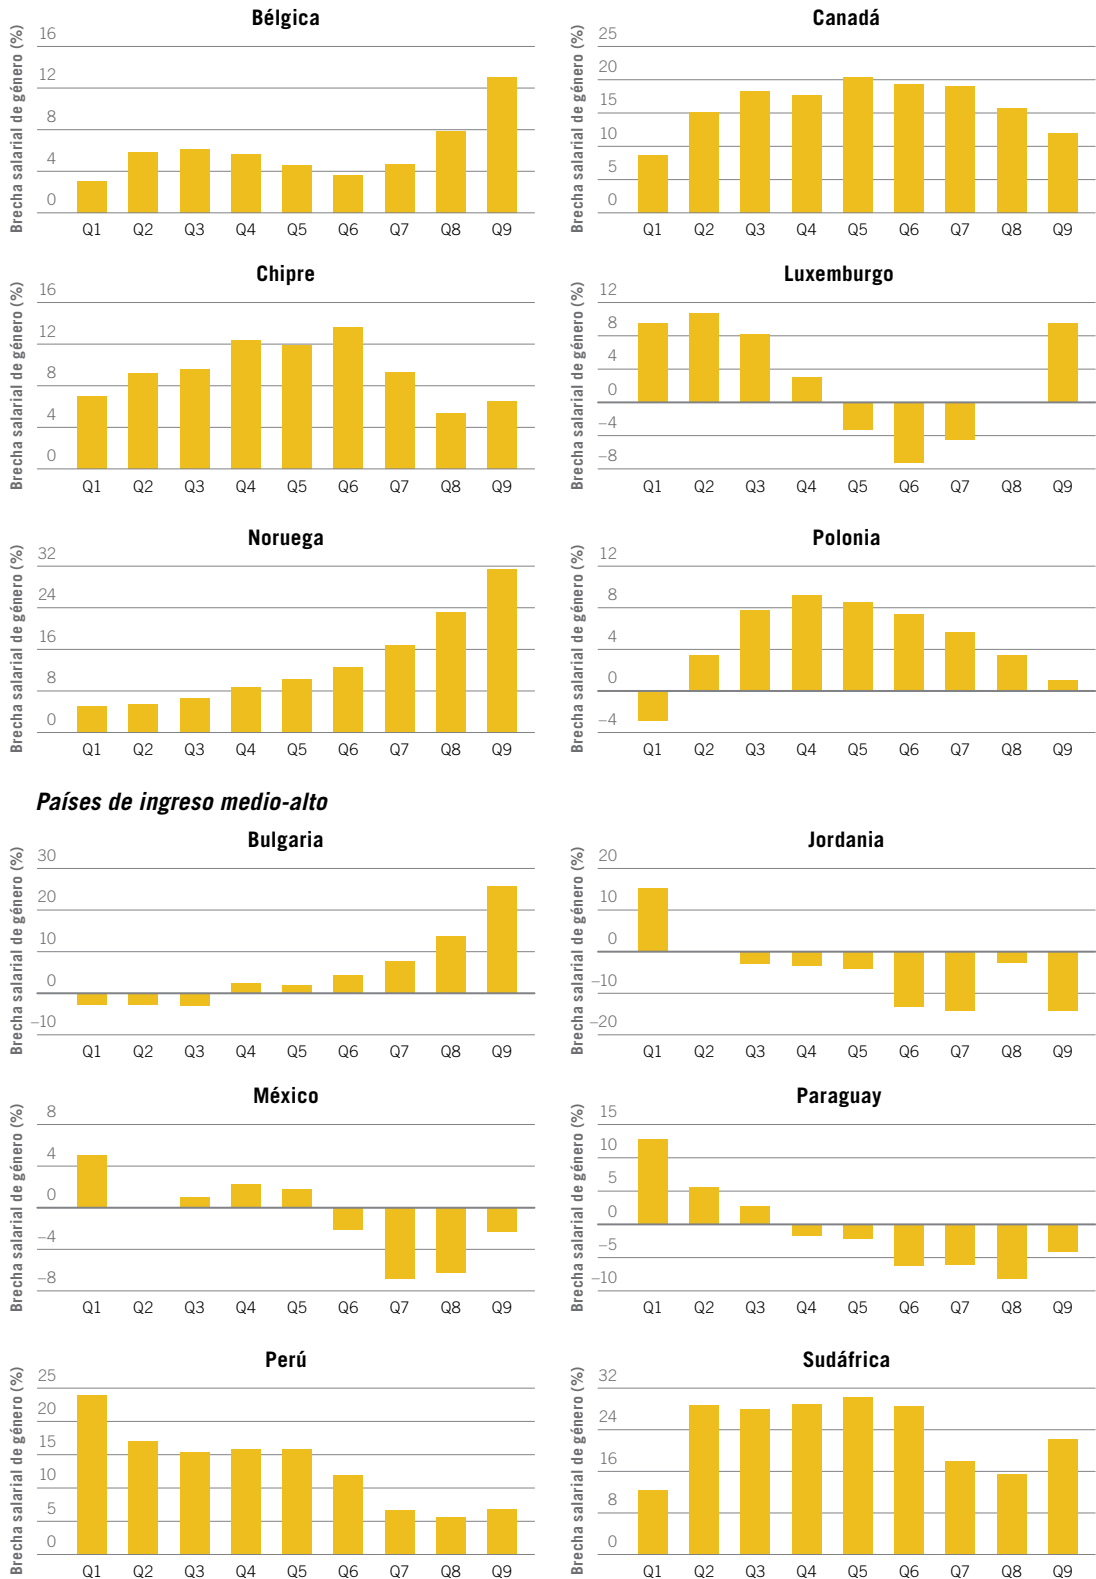 Bélgica
Brecha salarial de género (%)
16
12
8
4
0
Q1 Q2 Q3 Q4 Q5 Q6 Q7 Q8 Q9
Canadá
Brecha salarial de género (%)
25
20
15
10
5
0
Q1 Q2 Q3 Q4 Q5 Q6 Q7 Q8 Q9
Chipre
Brecha salarial de género (%)
16
12
8
4
0
Q1 Q2 Q3 Q4 Q5 Q6 Q7 Q8 Q9
Luxemburgo
Brecha salarial de género (%)
12
8
4
0
–4
–8
Q1 Q2 Q3 Q4 Q5 Q6 Q7 Q8 Q9
Noruega
Brecha salarial de género (%)
32
24
16
8
0
Q1 Q2 Q3 Q4 Q5 Q6 Q7 Q8 Q9
Polonia
Brecha salarial de género (%)
12
8
4
0
–4
Q1 Q2 Q3 Q4 Q5 Q6 Q7 Q8 Q9
Países de ingreso medio-alto
Bulgaria
Brecha salarial de género (%)
30
20
10
0
–10
Q1 Q2 Q3 Q4 Q5 Q6 Q7 Q8 Q9
Jordania
Brecha salarial de género (%)
20
10
0
–10
–20
Q1 Q2 Q3 Q4 Q5 Q6 Q7 Q8 Q9
México
Brecha salarial de género (%)
8
4
0
–4
–8
Q1 Q2 Q3 Q4 Q5 Q6 Q7 Q8 Q9
Paraguay
Brecha salarial de género (%)
15
10
5
0
–5
–10
Q1 Q2 Q3 Q4 Q5 Q6 Q7 Q8 Q9
Perú
Brecha salarial de género (%)
25
20
15
10
5
0
Q1 Q2 Q3 Q4 Q5 Q6 Q7 Q8 Q9
Sudáfrica
Brecha salarial de género (%)
32
24
16
8
0
Q1 Q2 Q3 Q4 Q5 Q6 Q7 Q8 Q9